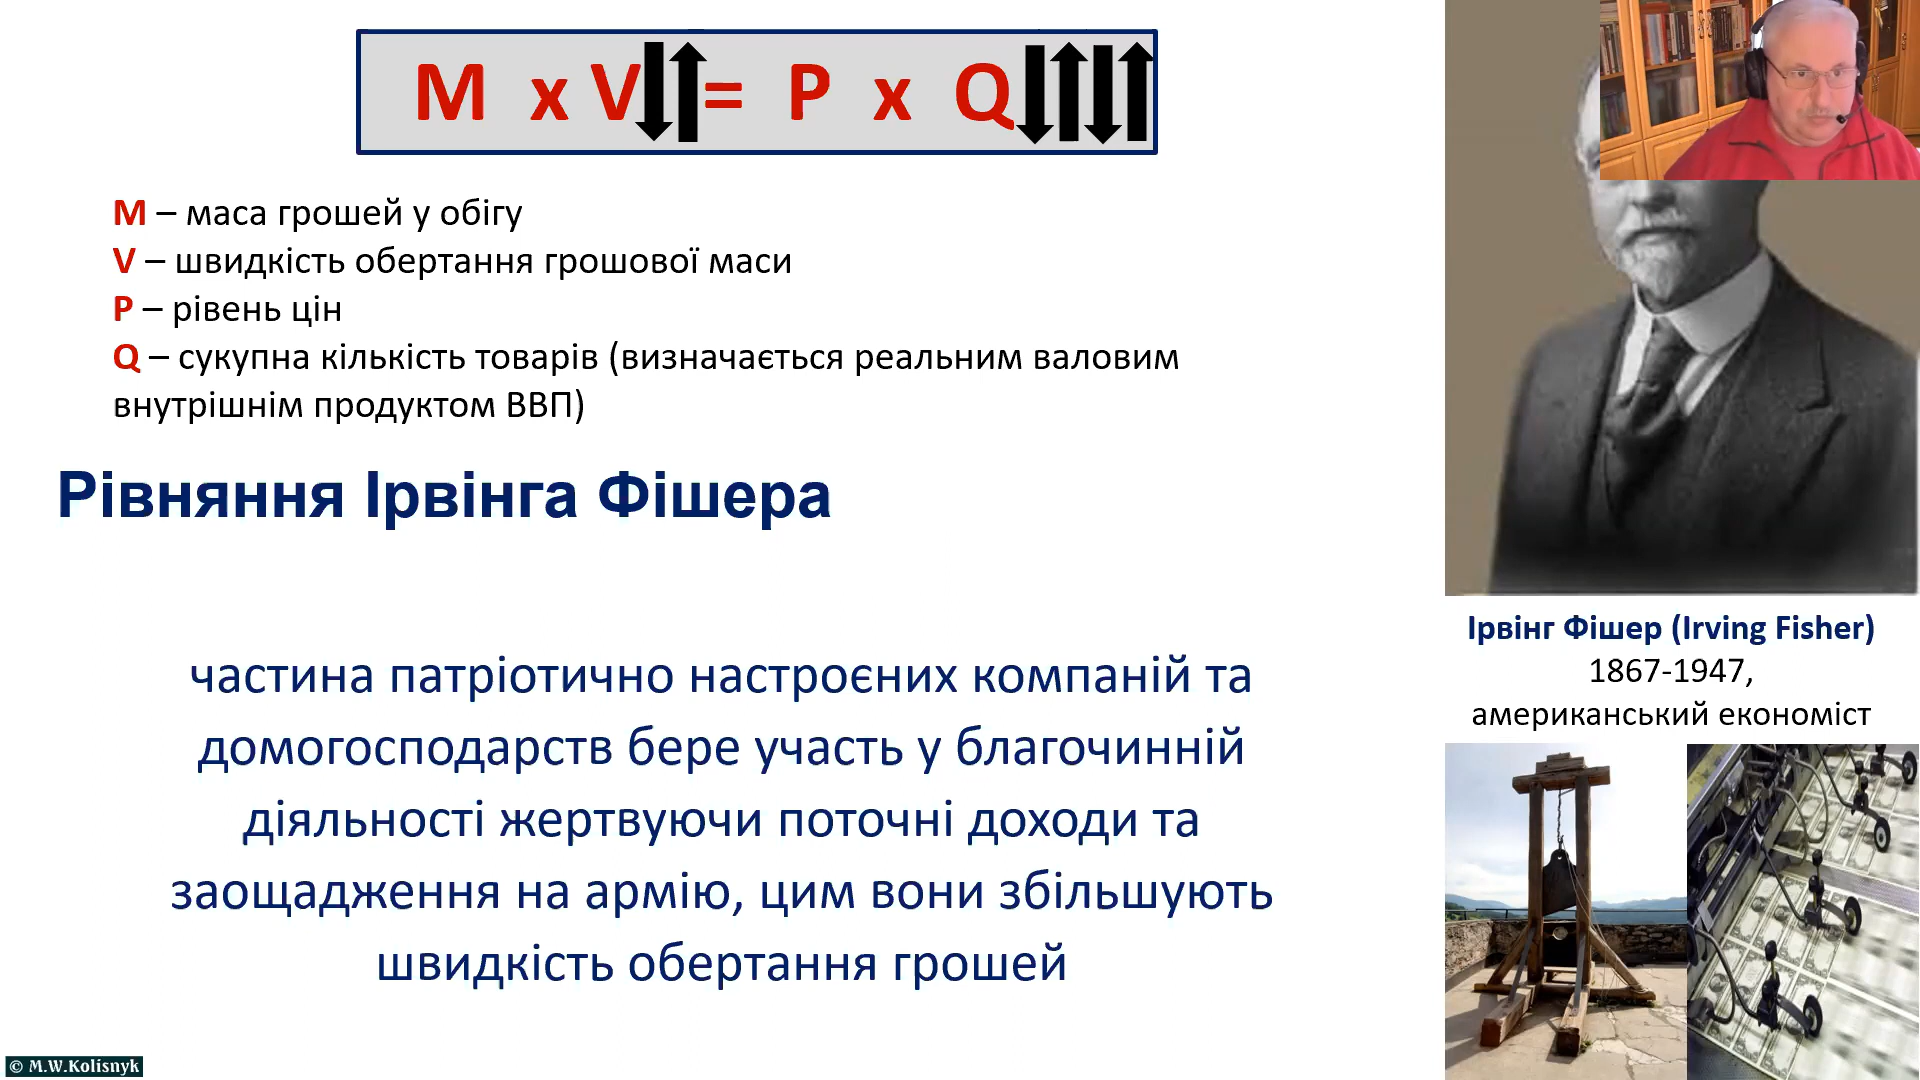 M x V = P x Q
M – маса грошей у обігу
V – швидкість обертання грошової маси
P – рівень цін
Q – сукупна кількість товарів (визначається реальним валовим
внутрішнім продуктом ВВП)
Рівняння Ірвінга Фішера
частина патріотично настроєних компаній та
домогосподарств бере участь у благочинній
діяльності жертвуючи поточні доходи та
заощадження на армію, цим вони збільшують
швидкість обертання грошей
Ірвінг Фішер (Irving Fisher)
1867-1947,
американський економіст
© M.W.Kolisnyk